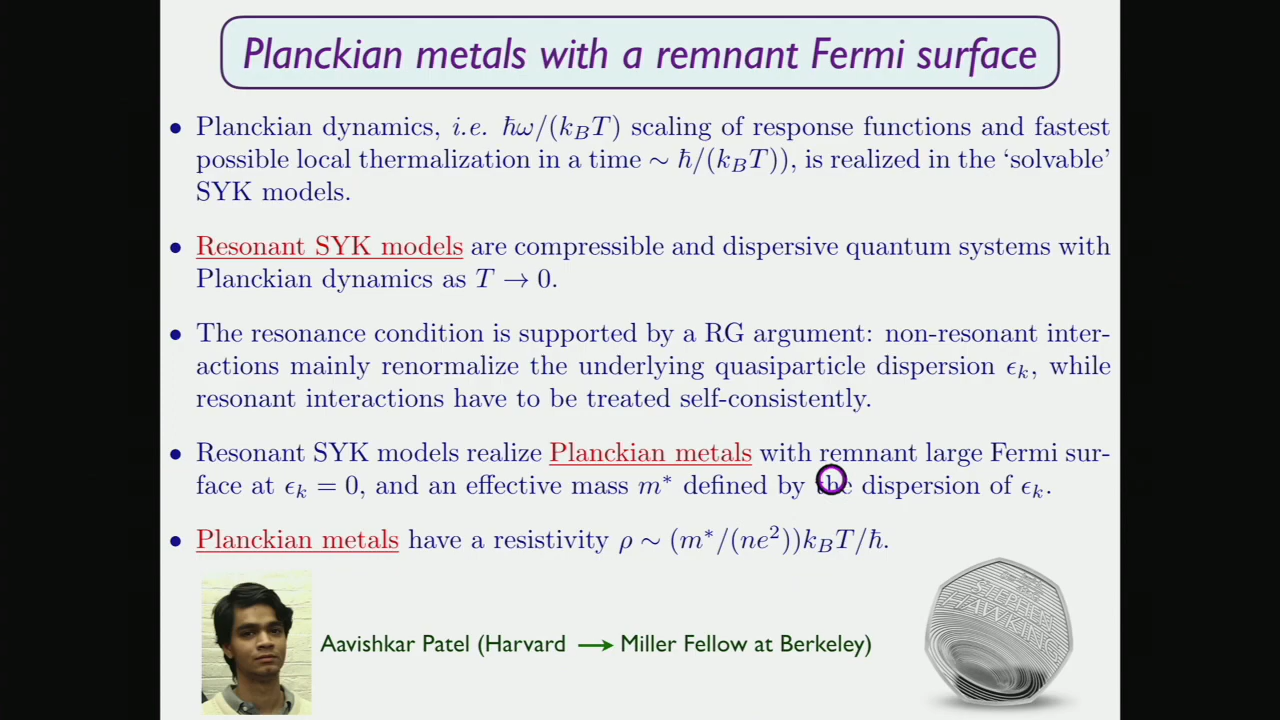 Planckian metals with a remnant Fermi surface
• Planckian dynamics, i.e. ℏω/(k_BT) scaling of response functions and fastest
possible local thermalization in a time ∼ ℏ/(k_BT)), is realized in the ‘solvable’
SYK models.
• Resonant SYK models are compressible and dispersive quantum systems with
Planckian dynamics as T → 0.
• The resonance condition is supported by a RG argument: non-resonant inter-
actions mainly renormalize the underlying quasiparticle dispersion ϵ_k, while
resonant interactions have to be treated self-consistently.
• Resonant SYK models realize Planckian metals with remnant large Fermi sur-
face at ϵ_k = 0, and an effective mass m* defined by the dispersion of ϵ_k.
• Planckian metals have a resistivity ρ ∼ (m*/(ne²))k_BT/ℏ.
Aavishkar Patel (Harvard → Miller Fellow at Berkeley)
STEPHEN
HAWKING